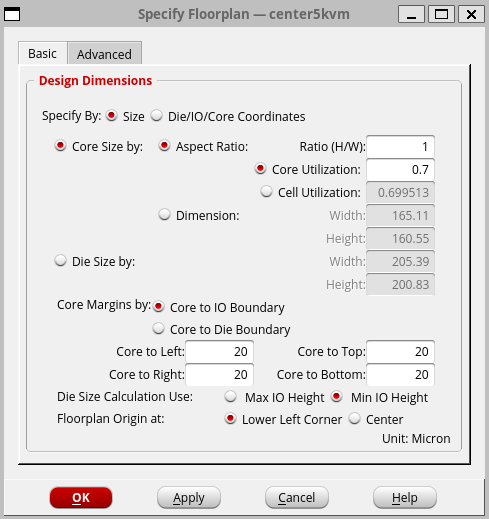 Specify Floorplan — center5kvm
Basic Advanced
Design Dimensions
Specify By: Size Die/IO/Core Coordinates
Core Size by: Aspect Ratio: Ratio (H/W): 1
Core Utilization: 0.7
Cell Utilization: 0.699513
Dimension: Width: 165.11
Height: 160.55
Die Size by: Width: 205.39
Height: 200.83
Core Margins by: Core to IO Boundary
Core to Die Boundary
Core to Left: 20 Core to Top: 20
Core to Right: 20 Core to Bottom: 20
Die Size Calculation Use: Max IO Height Min IO Height
Floorplan Origin at: Lower Left Corner Center
Unit: Micron
OK Apply Cancel Help